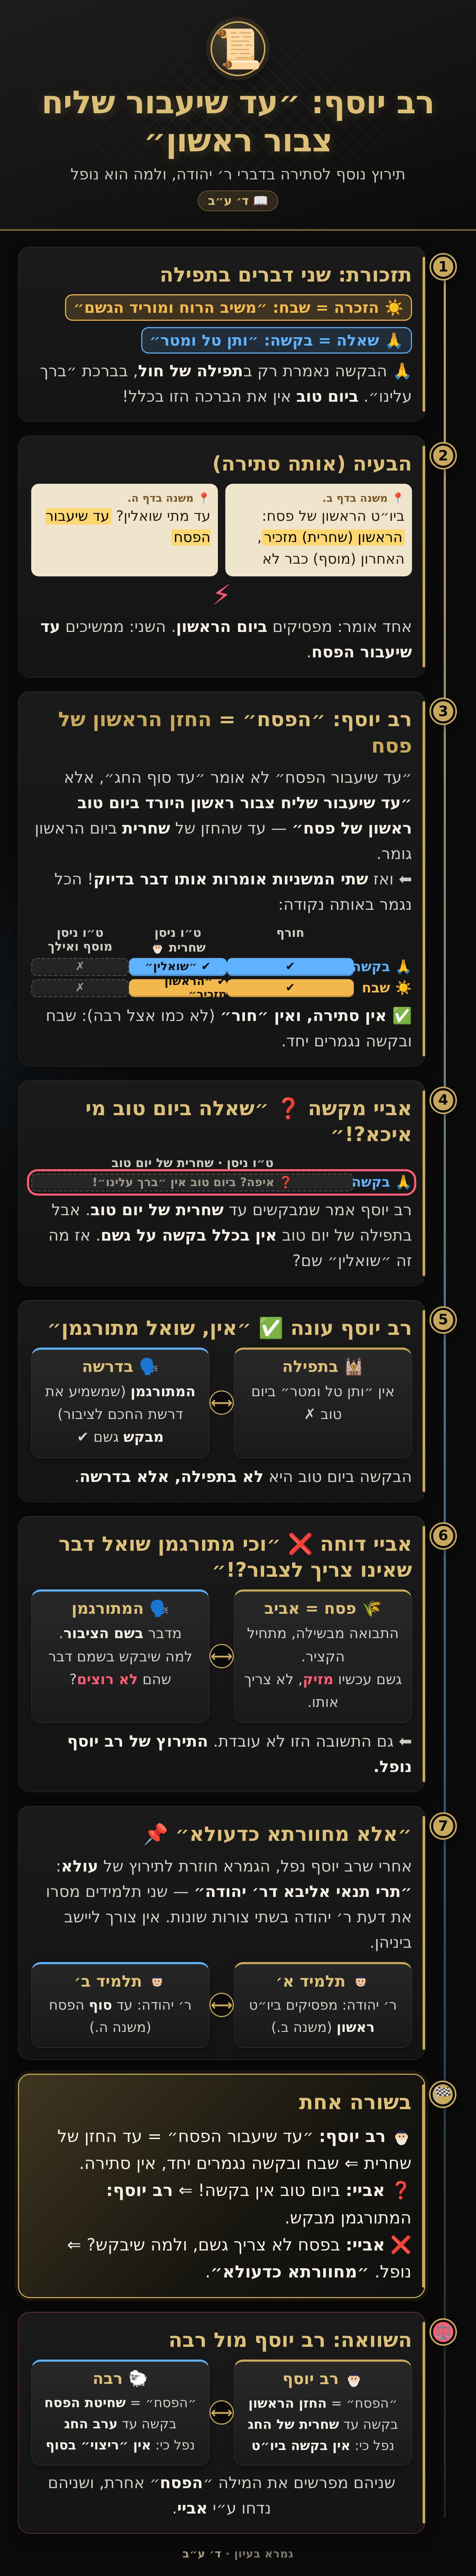 רב יוסף: ״עד שיעבור שליח
צבור ראשון״
תירוץ נוסף לסתירה בדברי ר׳ יהודה, ולמה הוא נופל
📖 ד׳ ע״ב
1
תזכורת: שני דברים בתפילה
☀️ הזכרה = שבח: ״משיב הרוח ומוריד הגשם״
🙏 שאלה = בקשה: ״ותן טל ומטר״
🙏 הבקשה נאמרת רק בתפילה של חול, בברכת ״ברך
עלינו״. ביום טוב אין את הברכה הזו בכלל!
2
הבעיה (אותה סתירה)
📍 משנה בדף ב.
ביו״ט הראשון של פסח:
הראשון (שחרית) מזכיר,
האחרון (מוסף) כבר לא
📍 משנה בדף ה.
עד מתי שואלין? עד שיעבור
הפסח
⚡
אחד אומר: מפסיקים ביום הראשון. השני: ממשיכים עד
שיעבור הפסח.
3
רב יוסף: ״הפסח״ = החזן הראשון של
פסח
״עד שיעבור הפסח״ לא אומר ״עד סוף החג״, אלא
״עד שיעבור שליח צבור ראשון היורד ביום טוב
ראשון של פסח״ — עד שהחזן של שחרית ביום הראשון
גומר.
⬅ ואז שתי המשניות אומרות אותו דבר בדיוק! הכל
נגמר באותה נקודה:
חורף
ט״ו ניסן
שחרית
ט״ו ניסן
מוסף ואילך
🙏 בקשה
✔
✔ ״שואלין״
✗
☀️ שבח
✔
✔ ״הראשון
מזכיר״
✗
✅ אין סתירה, ואין ״חור״ (לא כמו אצל רבה): שבח
ובקשה נגמרים יחד.
4
אביי מקשה ❓ ״שאלה ביום טוב מי
איכא?!״
ט״ו ניסן · שחרית של יום טוב
🙏 בקשה
❓ איפה? ביום טוב אין ״ברך עלינו״!
רב יוסף אמר שמבקשים עד שחרית של יום טוב. אבל
בתפילה של יום טוב אין בכלל בקשה על גשם. אז מה
זה ״שואלין״ שם?
5
רב יוסף עונה ✅ ״אין, שואל מתורגמן״
🕍 בתפילה
אין ״ותן טל ומטר״ ביום
טוב ✗
🗣️ בדרשה
המתורגמן (שמשמיע את
דרשת החכם לציבור)
מבקש גשם ✔
הבקשה ביום טוב היא לא בתפילה, אלא בדרשה.
6
אביי דוחה ❌ ״וכי מתורגמן שואל דבר
שאינו צריך לצבור?!״
🌾 פסח = אביב
התבואה מבשילה, מתחיל
הקציר.
גשם עכשיו מזיק, לא צריך
אותו.
🗣️ המתורגמן
מדבר בשם הציבור.
למה שיבקש בשמם דבר
שהם לא רוצים?
⬅ גם התשובה הזו לא עובדת. התירוץ של רב יוסף
נופל.
7
״אלא מחוורתא כדעולא״ 📌
אחרי שרב יוסף נפל, הגמרא חוזרת לתירוץ של עולא:
״תרי תנאי אליבא דר׳ יהודה״ — שני תלמידים מסרו
את דעת ר׳ יהודה בשתי צורות שונות. אין צורך ליישב
ביניהן.
תלמיד א׳
ר׳ יהודה: מפסיקים ביו״ט
ראשון (משנה ב.)
תלמיד ב׳
ר׳ יהודה: עד סוף הפסח
(משנה ה.)
🏁
בשורה אחת
רב יוסף: ״עד שיעבור הפסח״ = עד החזן של
שחרית ⇐ שבח ובקשה נגמרים יחד, אין סתירה.
❓ אביי: ביום טוב אין בקשה! ⇐ רב יוסף:
המתורגמן מבקש.
❌ אביי: בפסח לא צריך גשם, ולמה שיבקש? ⇐
נופל. ״מחוורתא כדעולא״.
השוואה: רב יוסף מול רבה
רב יוסף
״הפסח״ = החזן הראשון
בקשה עד שחרית של החג
נפל כי: אין בקשה ביו״ט
🐑 רבה
״הפסח״ = שחיטת הפסח
בקשה עד ערב החג
נפל כי: אין ״ריצוי״ בסוף
שניהם מפרשים את המילה ״הפסח״ אחרת, ושניהם
נדחו ע״י אביי.
גמרא בעיון · ד׳ ע״ב